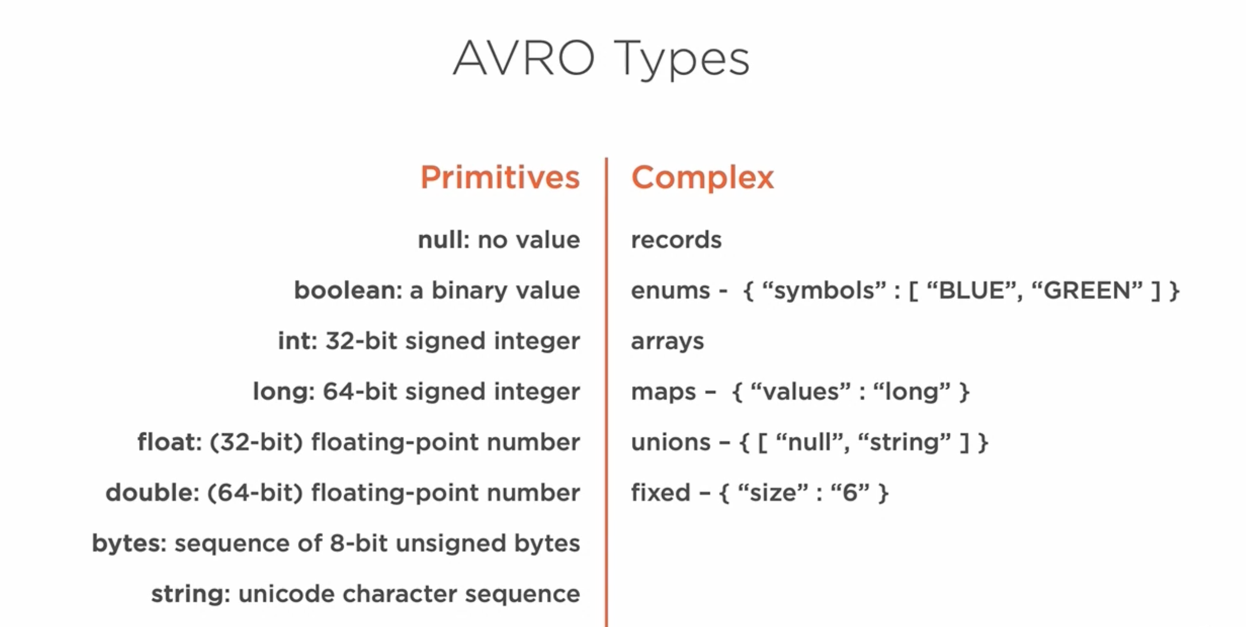 AVRO Types
Primitives
null: no value
boolean: a binary value
int: 32-bit signed integer
long: 64-bit signed integer
float: (32-bit) floating-point number
double: (64-bit) floating-point number
bytes: sequence of 8-bit unsigned bytes
string: unicode character sequence
Complex
records
enums -  { “symbols” : [ “BLUE”, “GREEN” ] }
arrays
maps –  { “values” : “long” }
unions – { [ “null”, “string” ] }
fixed – { “size” : “6” }